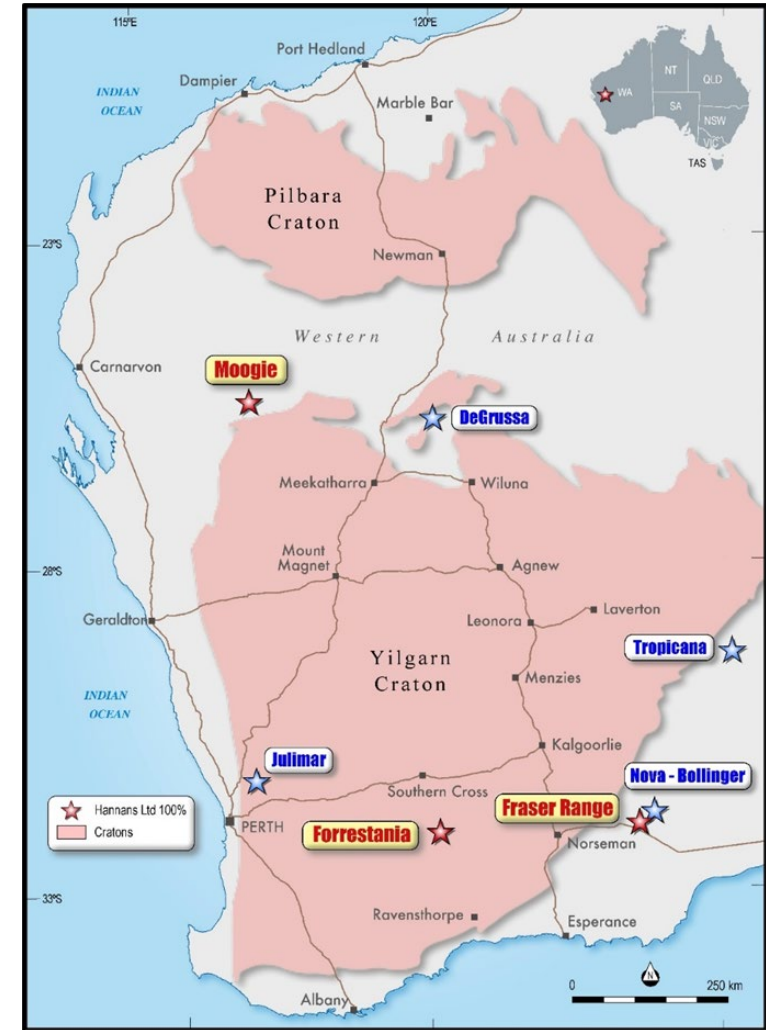 115°E
120°E
Port Hedland
Dampier
INDIAN
OCEAN
Marble Bar
NT
QLD
WA
SA
NSW
VIC
TAS
Pilbara
Craton
23°S
Newman
Western Australia
Carnarvon
Moogie
DeGrussa
Meekatharra
Wiluna
Mount
Magnet
Agnew
28°S
Geraldton
Leonora
Laverton
Yilgarn
Craton
Tropicana
Menzies
INDIAN
OCEAN
Kalgoorlie
Julimar
Nova - Bollinger
Southern Cross
Hannans Ltd 100%
Cratons
Fraser Range
PERTH
Forrestania
Norseman
33°S
Ravensthorpe
Esperance
N
0 250 km
Albany